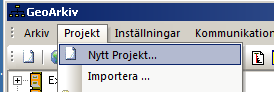 GeoArkiv
Arkiv Projekt Inställningar Kommunikation
Nytt Projekt...
Importera ...